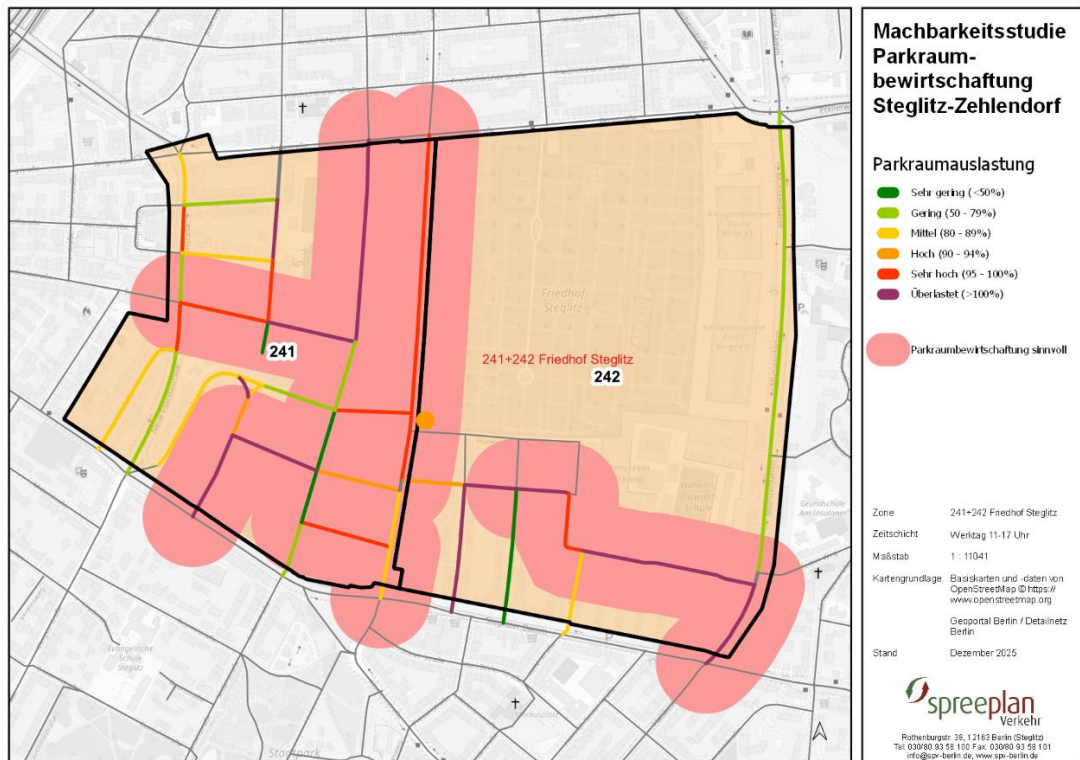 Machbarkeitsstudie
Parkraum-
bewirtschaftung
Steglitz-Zehlendorf
Parkraumauslastung
Sehr gering (<50%)
Gering (50 - 79%)
Mittel (80 - 89%)
Hoch (90 - 94%)
Sehr hoch (95 - 100%)
Überlastet (>100%)
Parkraumbewirtschaftung sinnvoll
Zone 241+242 Friedhof Steglitz
Zeitschicht Werktag 11-17 Uhr
Maßstab 1 : 11041
Kartengrundlage Basiskarten und -daten von
OpenStreetMap © https://
www.openstreetmap.org
Geoportal Berlin / Detailnetz
Berlin
Stand Dezember 2025
spreeplan
Verkehr
Rothenburgstr. 38, 12163 Berlin (Steglitz)
Tel. 030/80 93 58 100 Fax. 030/80 93 58 101
info@spv-berlin.de, www.spv-berlin.de
Friedhof
Steglitz
241
241+242 Friedhof Steglitz
242
Wilhelm-
Ostwald-
Schule
Grundschule
Am Insulaner
Evangelische
Schule
Steglitz
Stadtpark